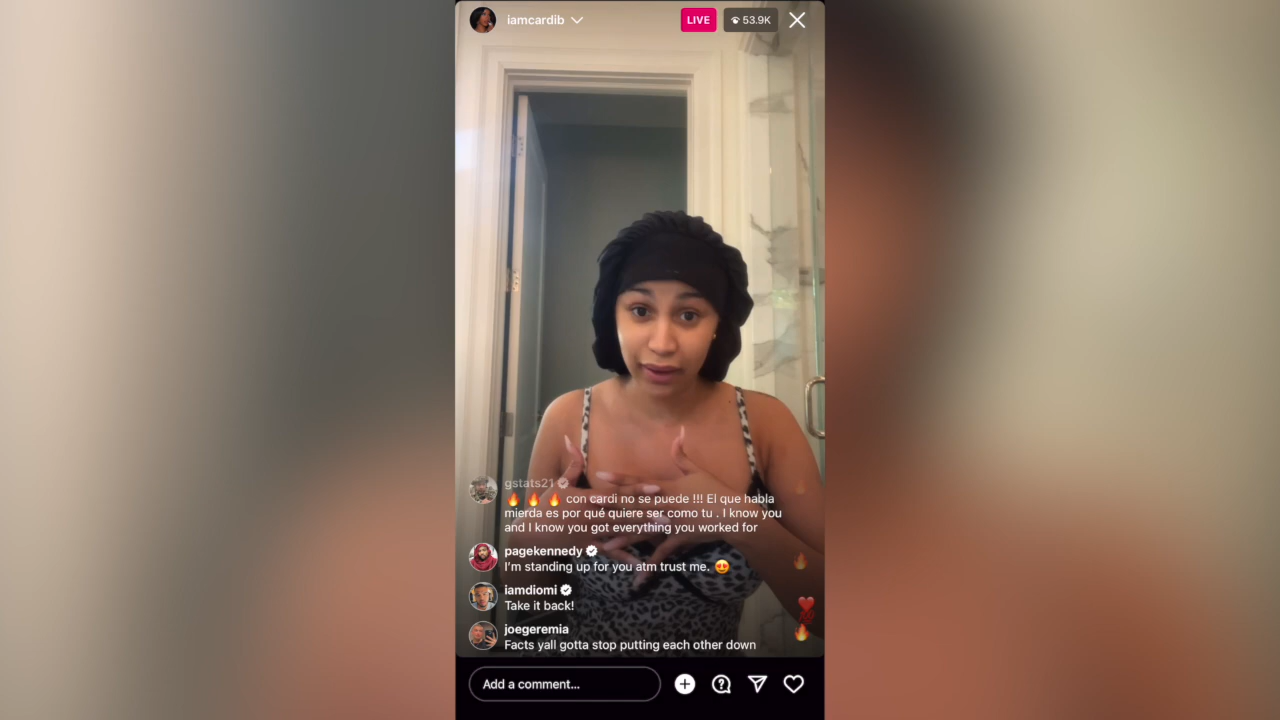 iamcardib
LIVE
53.9K
gstats21
🔥 🔥 🔥 con cardi no se puede !!! El que habla
mierda es por qué quiere ser como tu . I know you
and I know you got everything you worked for
pagekennedy
I'm standing up for you atm trust me. 😍
iamdiomi
Take it back!
joegeremia
Facts yall gotta stop putting each other down
Add a comment...